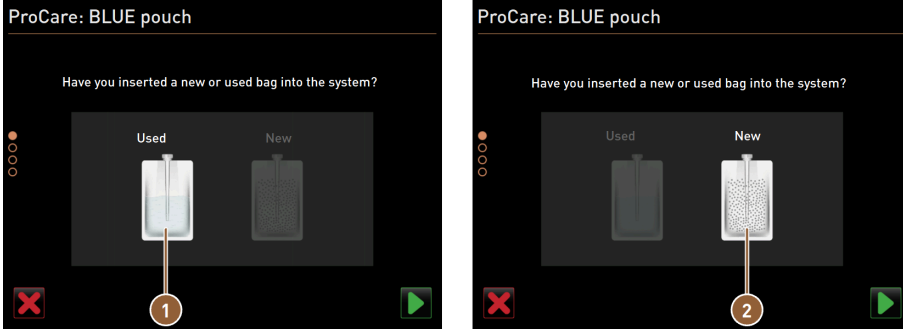 ProCare: BLUE pouch
Have you inserted a new or used bag into the system?
Used New
1
ProCare: BLUE pouch
Have you inserted a new or used bag into the system?
Used New
2